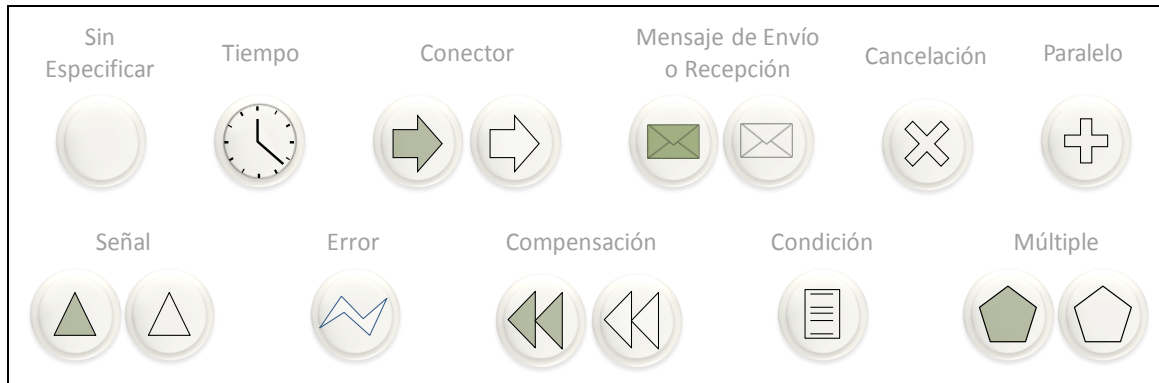 Sin
Especificar
Tiempo
Conector
Mensaje de Envío
o Recepción
Cancelación
Paralelo
Señal
Error
Compensación
Condición
Múltiple